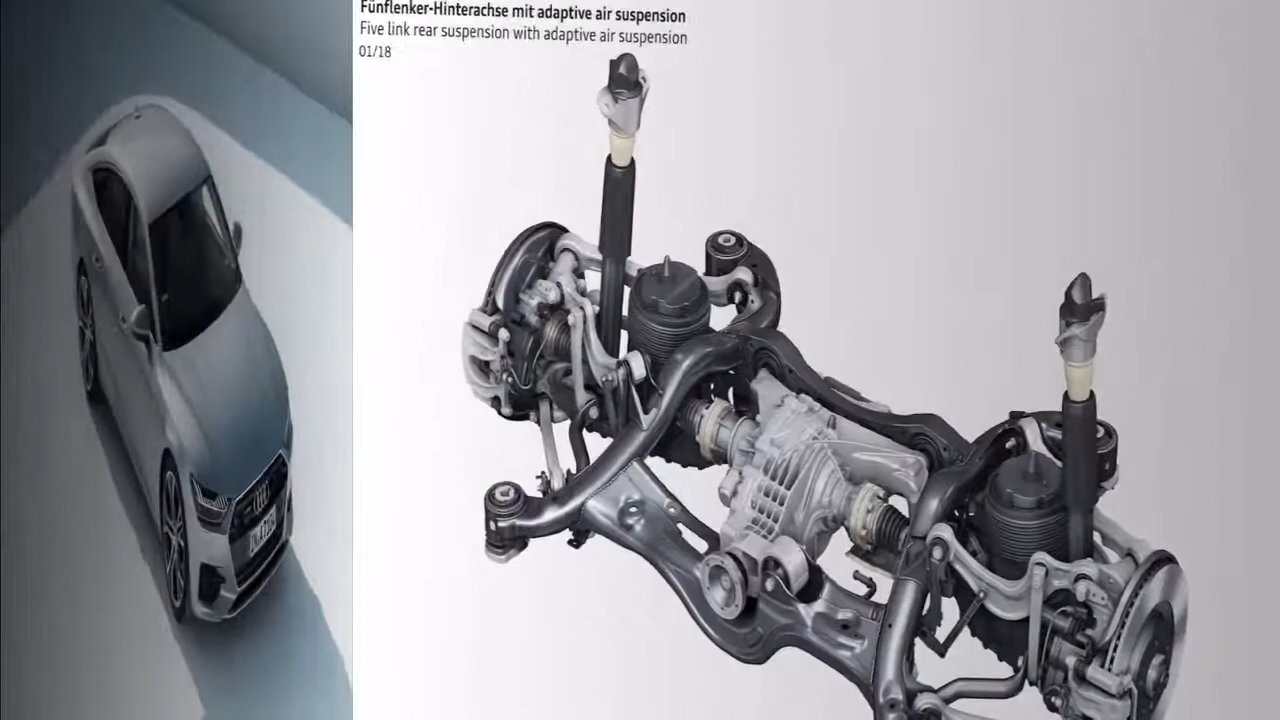 Fünflenker-Hinterachse mit adaptive air suspension
Five link rear suspension with adaptive air suspension
01/18